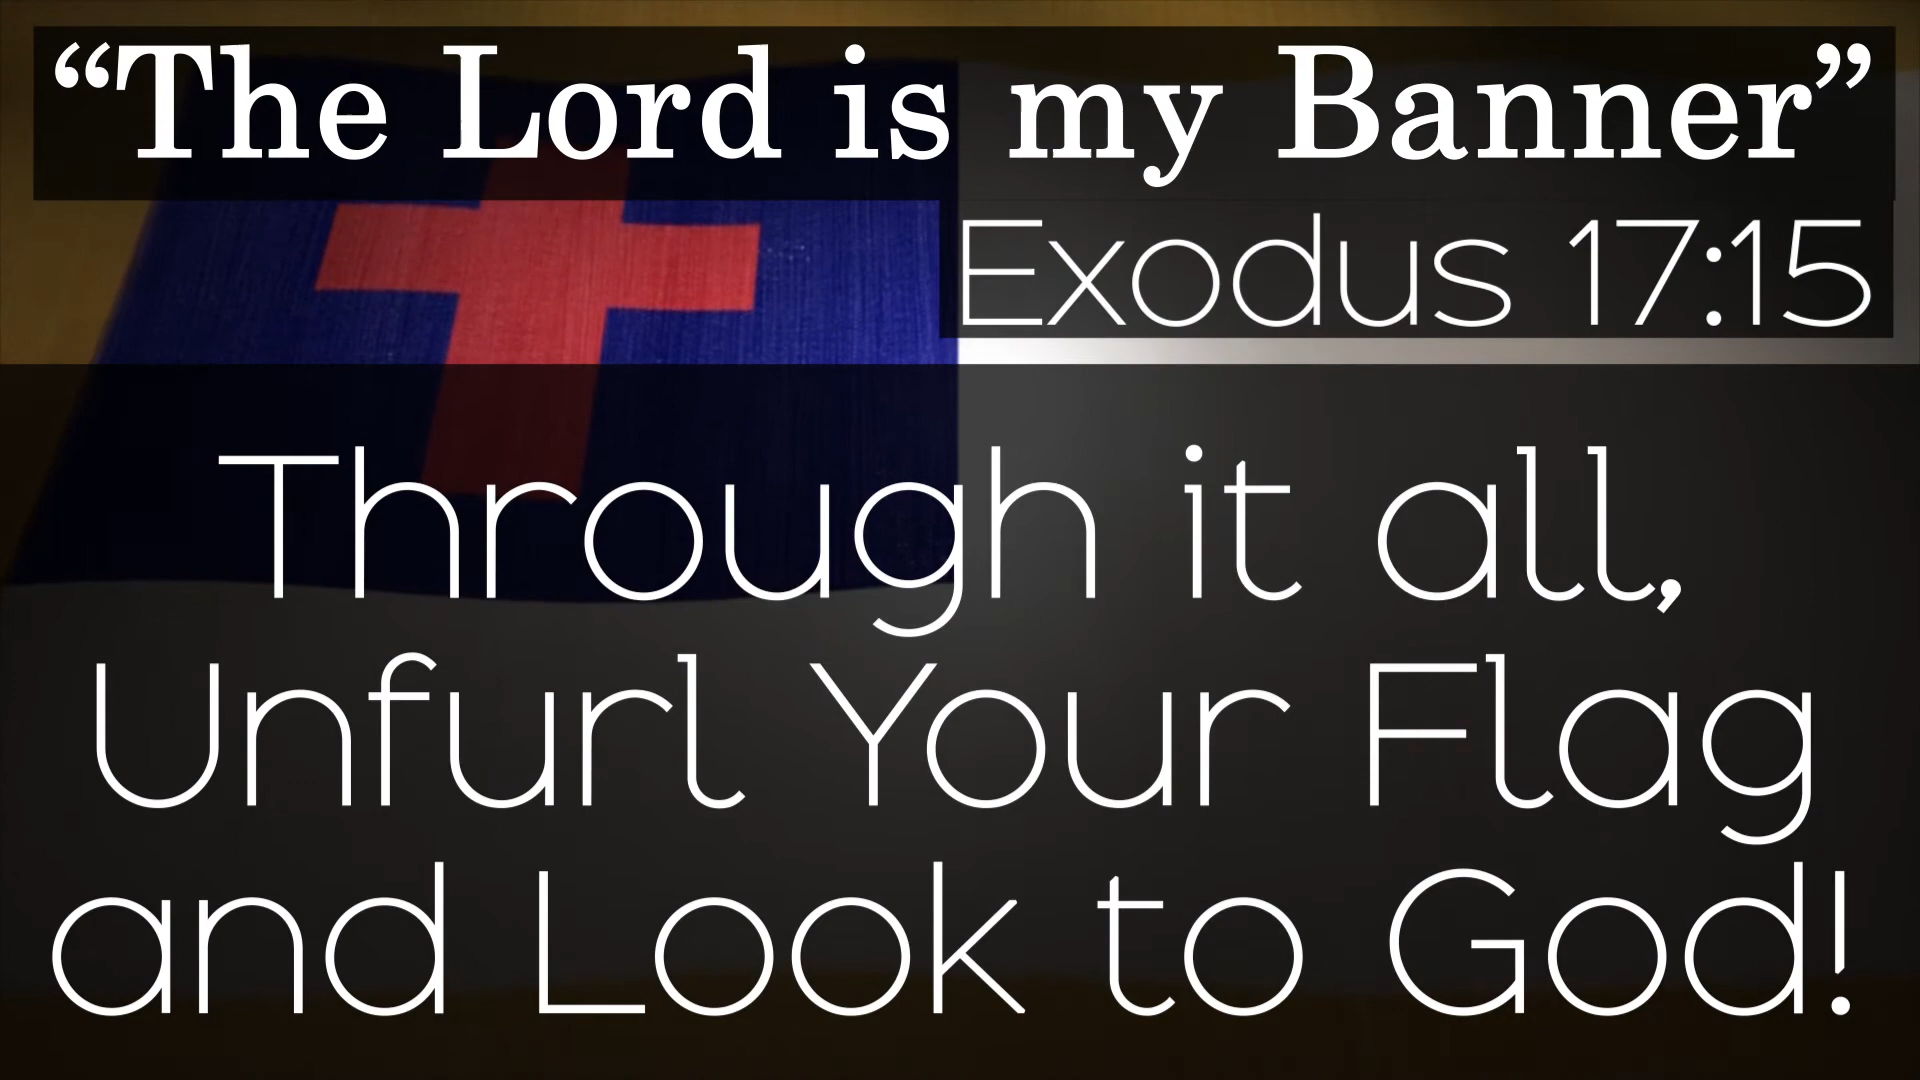 “The Lord is my Banner”
Exodus 17:15
Through it all,
Unfurl Your Flag
and Look to God!